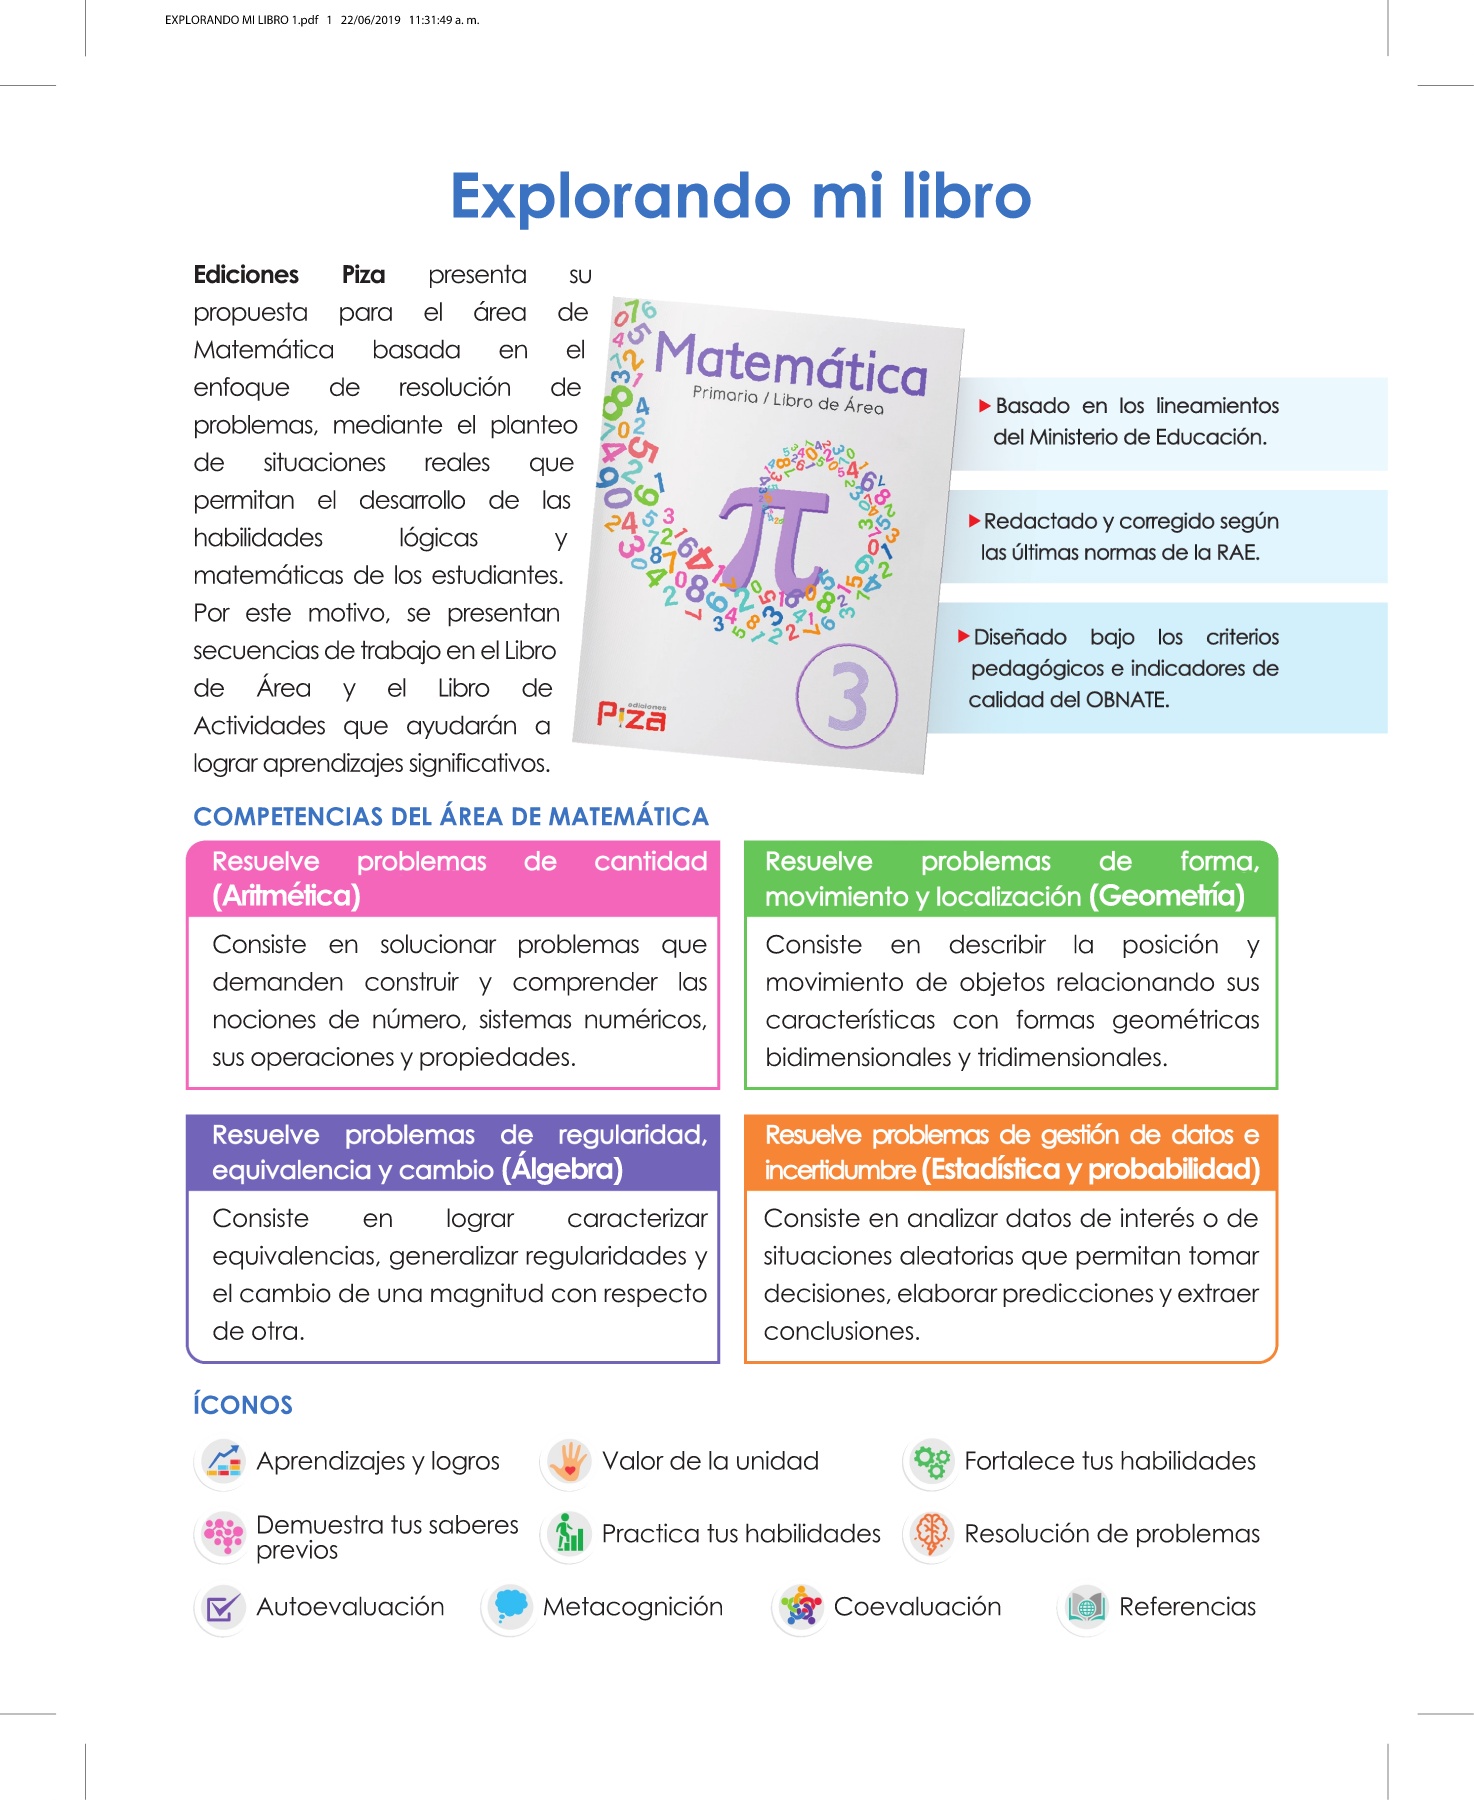 EXPLORANDO MI LIBRO 1.pdf 1 22/06/2019 11:31:49 a. m.
Explorando mi libro
Ediciones Piza presenta su
propuesta para el área de
Matemática basada en el
enfoque de resolución de
problemas, mediante el planteo
de situaciones reales que
permitan el desarrollo de las
habilidades lógicas y
matemáticas de los estudiantes.
Por este motivo, se presentan
secuencias de trabajo en el Libro
de Área y el Libro de
Actividades que ayudarán a
lograr aprendizajes significativos.
Matemática
Primaria / Libro de Área
π
3
ediciones
Piza
Basado en los lineamientos
del Ministerio de Educación.
Redactado y corregido según
las últimas normas de la RAE.
Diseñado bajo los criterios
pedagógicos e indicadores de
calidad del OBNATE.
COMPETENCIAS DEL ÁREA DE MATEMÁTICA
Resuelve problemas de cantidad
(Aritmética)
Consiste en solucionar problemas que
demanden construir y comprender las
nociones de número, sistemas numéricos,
sus operaciones y propiedades.
Resuelve problemas de forma,
movimiento y localización (Geometría)
Consiste en describir la posición y
movimiento de objetos relacionando sus
características con formas geométricas
bidimensionales y tridimensionales.
Resuelve problemas de regularidad,
equivalencia y cambio (Álgebra)
Consiste en lograr caracterizar
equivalencias, generalizar regularidades y
el cambio de una magnitud con respecto
de otra.
Resuelve problemas de gestión de datos e
incertidumbre (Estadística y probabilidad)
Consiste en analizar datos de interés o de
situaciones aleatorias que permitan tomar
decisiones, elaborar predicciones y extraer
conclusiones.
ÍCONOS
Aprendizajes y logros
Valor de la unidad
Fortalece tus habilidades
Demuestra tus saberes
previos
Practica tus habilidades
Resolución de problemas
Autoevaluación
Metacognición
Coevaluación
Referencias